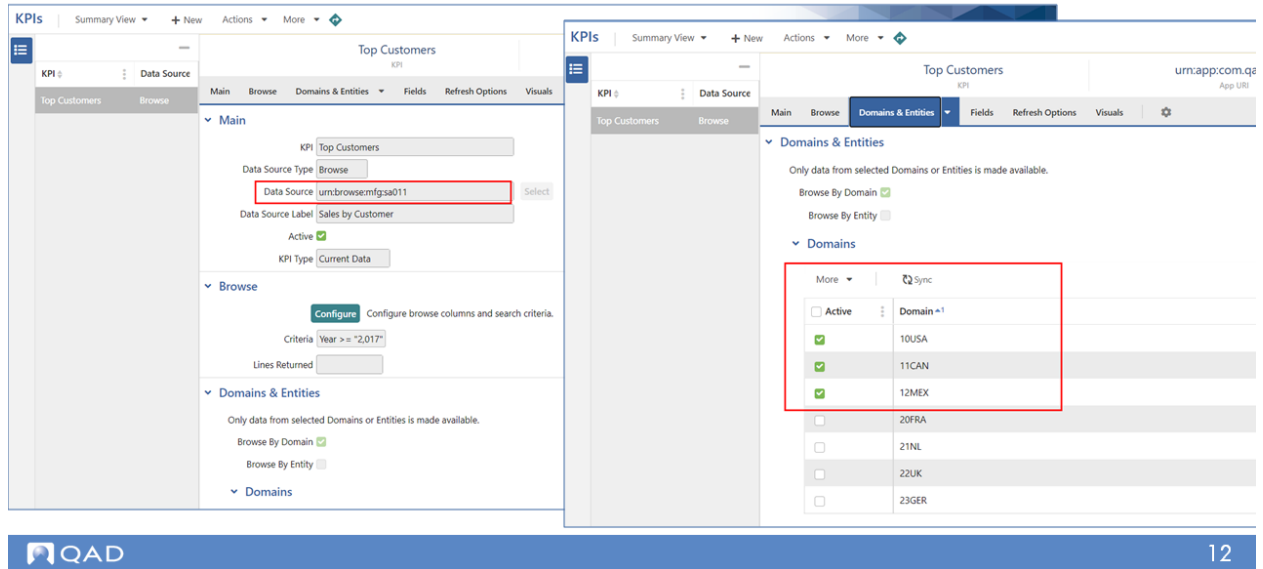 KPIs Summary View + New Actions More
KPI Data Source
Top Customers Browse
Top Customers
KPI
Main Browse Domains & Entities Fields Refresh Options Visuals
Main
KPI Top Customers
Data Source Type Browse
Data Source urn:browse:mfg:sa011 Select
Data Source Label Sales by Customer
Active
KPI Type Current Data
Browse
Configure Configure browse columns and search criteria.
Criteria Year >= "2,017"
Lines Returned
Domains & Entities
Only data from selected Domains or Entities is made available.
Browse By Domain
Browse By Entity
Domains
KPIs Summary View + New Actions More
KPI Data Source
Top Customers Browse
Top Customers urn:app:com.qa
KPI App URI
Main Browse Domains & Entities Fields Refresh Options Visuals
Domains & Entities
Only data from selected Domains or Entities is made available.
Browse By Domain
Browse By Entity
Domains
More Sync
Active Domain 1
10USA
11CAN
12MEX
20FRA
21NL
22UK
23GER
QAD 12